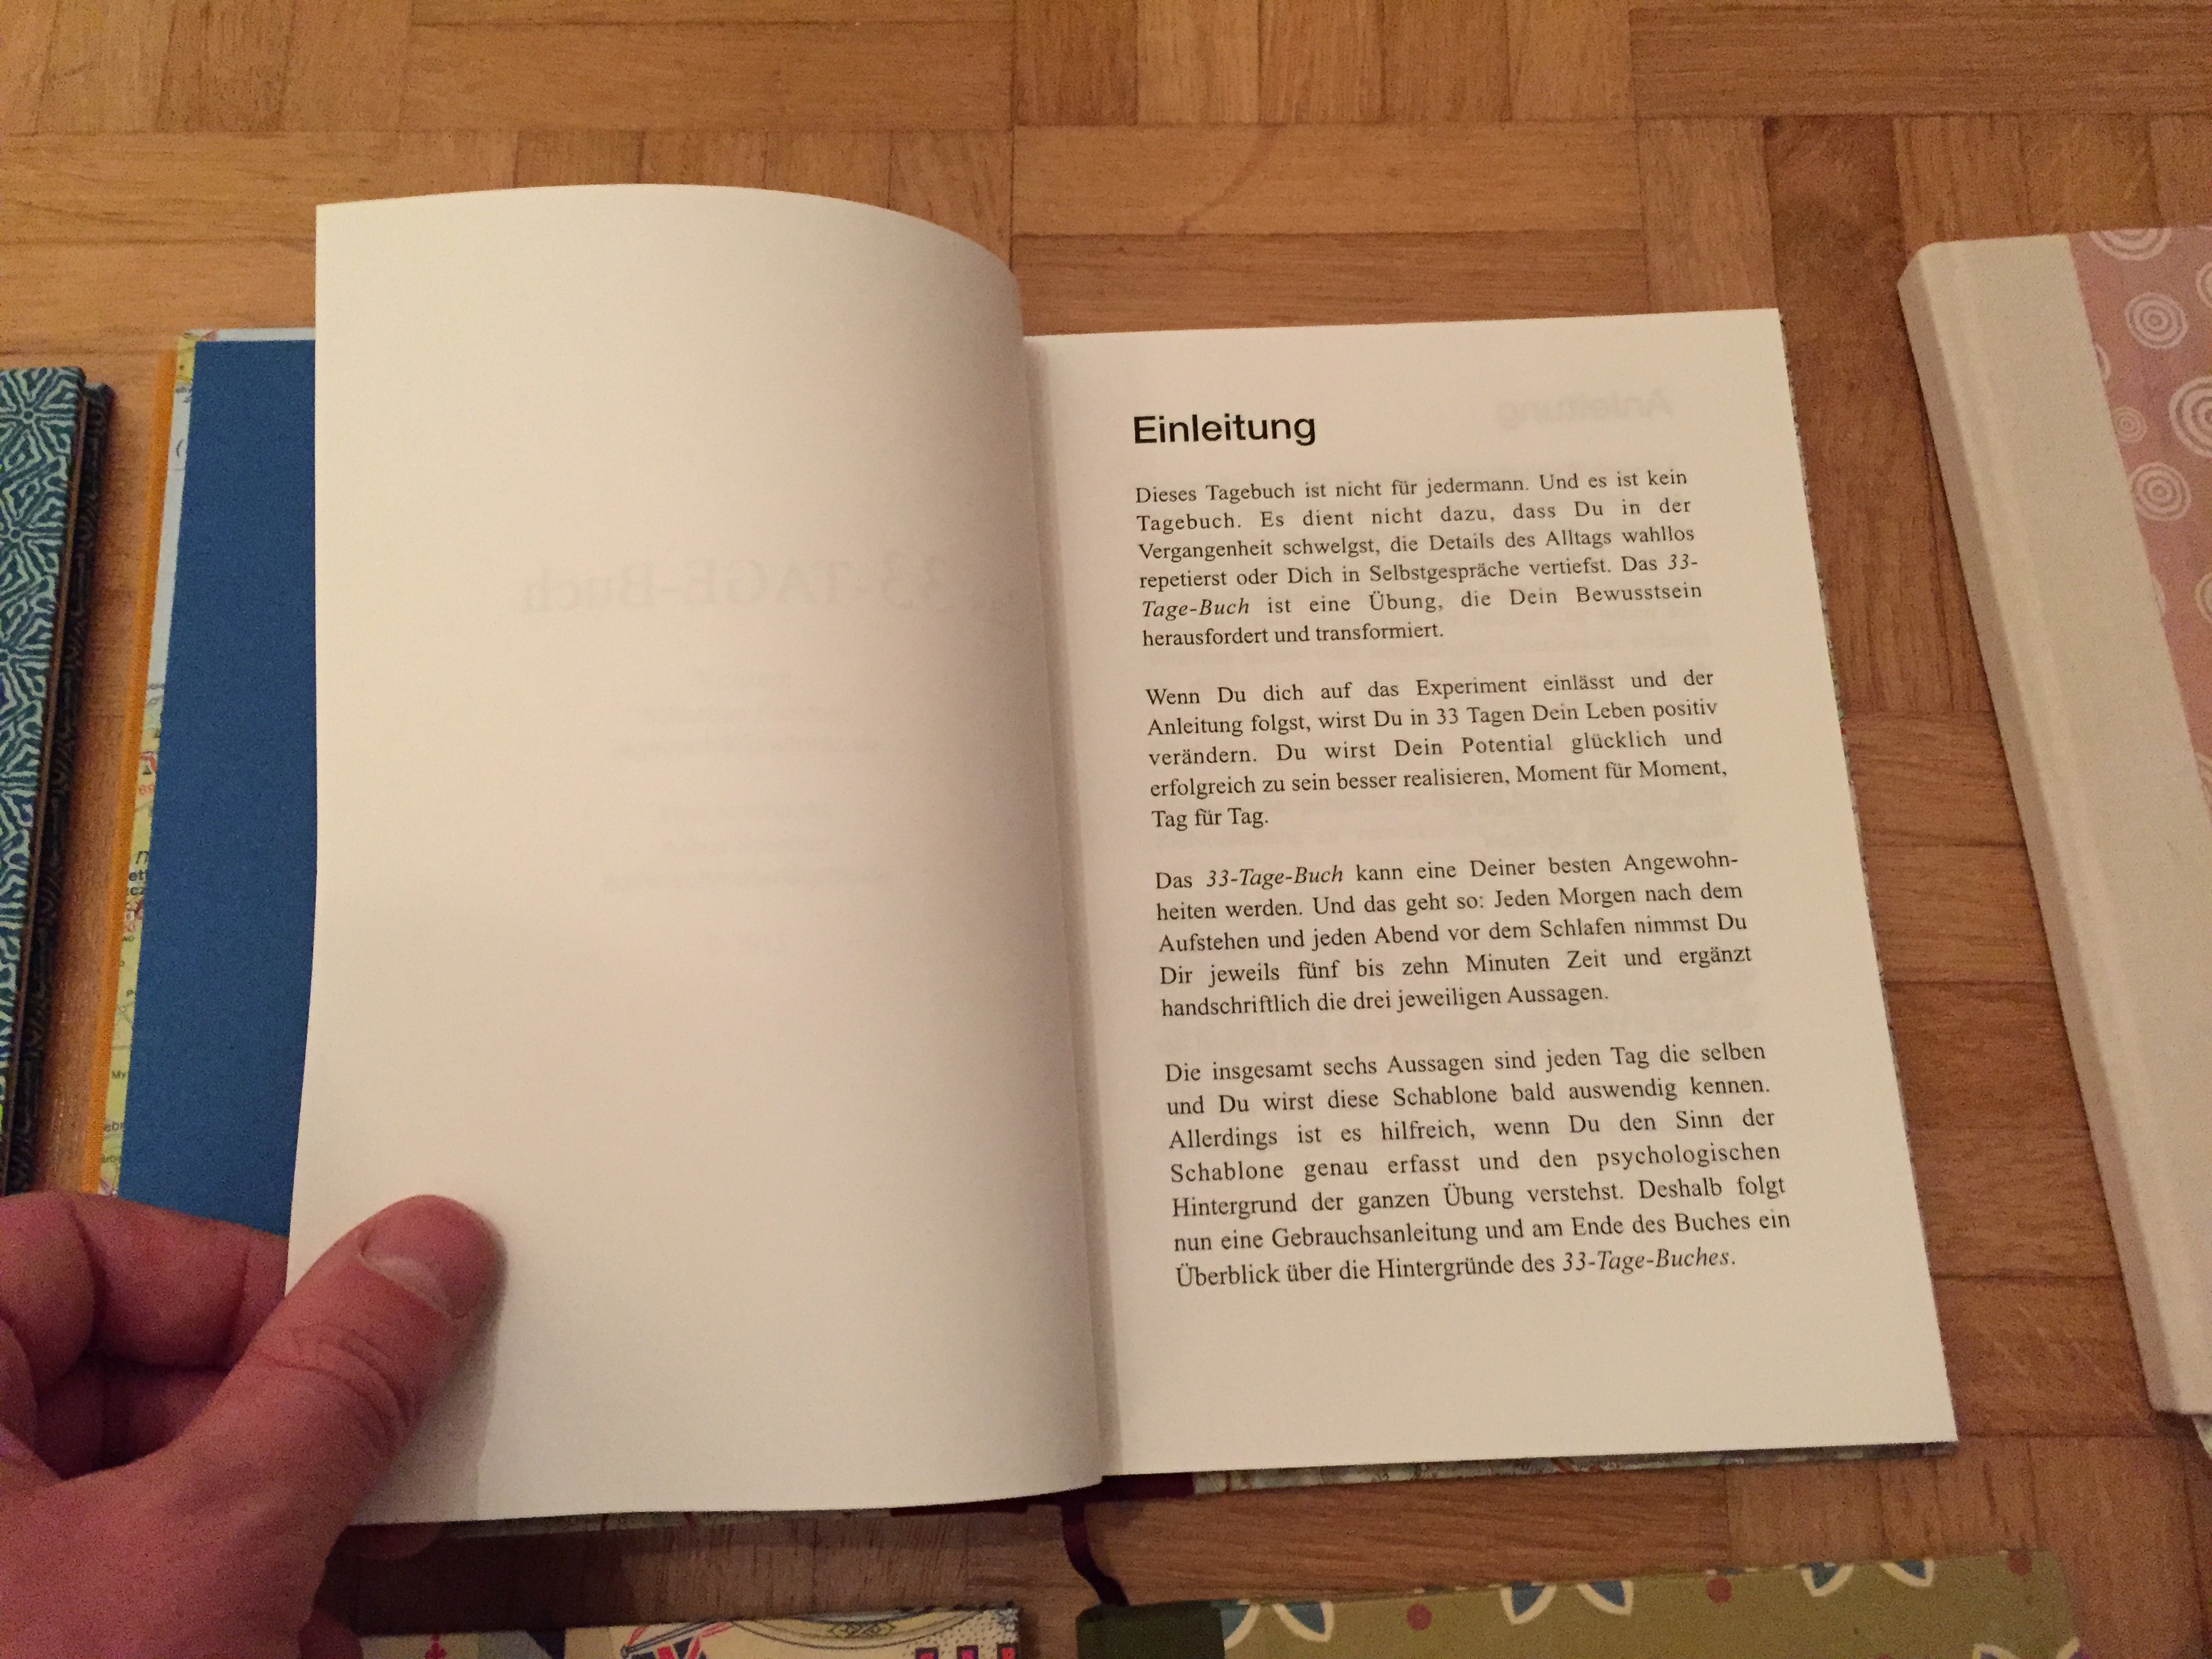 33-TAGE-Buch
Einleitung
Anleitung
Dieses Tagebuch ist nicht für jedermann. Und es ist kein
Tagebuch. Es dient nicht dazu, dass Du in der
Vergangenheit schwelgst, die Details des Alltags wahllos
repetierst oder Dich in Selbstgespräche vertiefst. Das 33-
Tage-Buch ist eine Übung, die Dein Bewusstsein
herausfordert und transformiert.
Wenn Du dich auf das Experiment einlässt und der
Anleitung folgst, wirst Du in 33 Tagen Dein Leben positiv
verändern. Du wirst Dein Potential glücklich und
erfolgreich zu sein besser realisieren, Moment für Moment,
Tag für Tag.
Das 33-Tage-Buch kann eine Deiner besten Angewohn-
heiten werden. Und das geht so: Jeden Morgen nach dem
Aufstehen und jeden Abend vor dem Schlafen nimmst Du
Dir jeweils fünf bis zehn Minuten Zeit und ergänzt
handschriftlich die drei jeweiligen Aussagen.
Die insgesamt sechs Aussagen sind jeden Tag die selben
und Du wirst diese Schablone bald auswendig kennen.
Allerdings ist es hilfreich, wenn Du den Sinn der
Schablone genau erfasst und den psychologischen
Hintergrund der ganzen Übung verstehst. Deshalb folgt
nun eine Gebrauchsanleitung und am Ende des Buches ein
Überblick über die Hintergründe des 33-Tage-Buches.